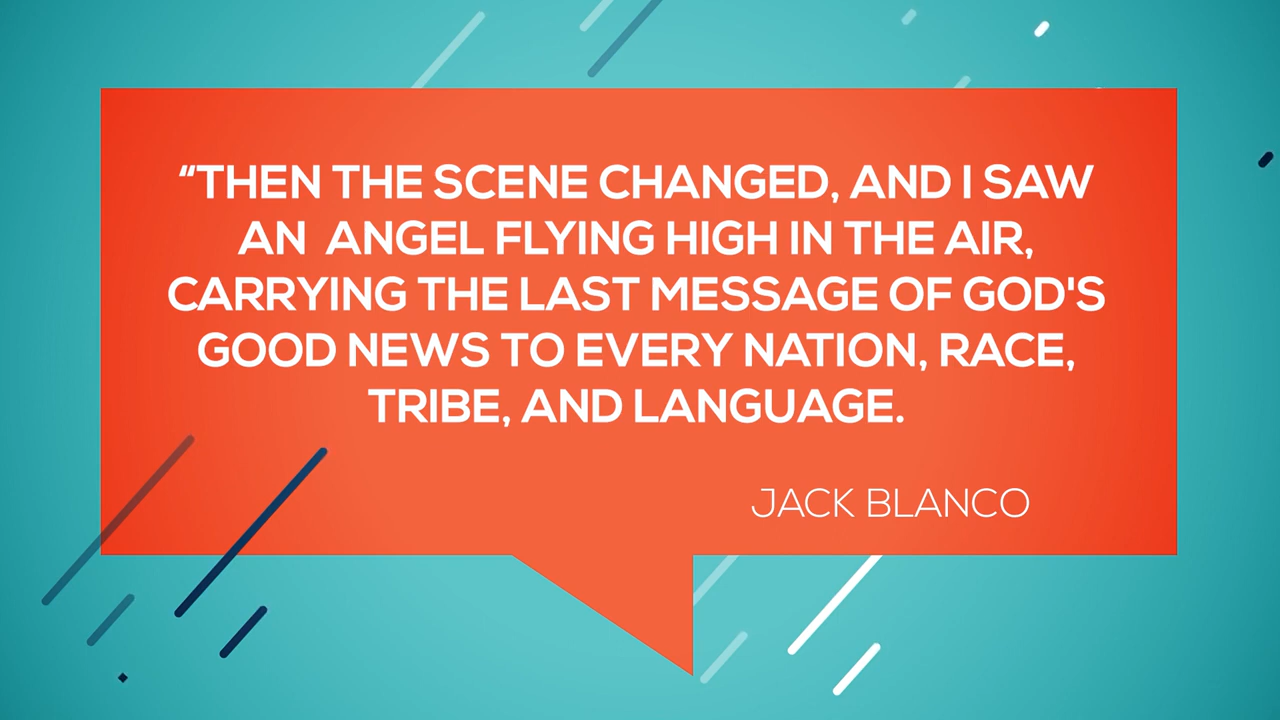 “THEN THE SCENE CHANGED, AND I SAW
AN  ANGEL FLYING HIGH IN THE AIR,
CARRYING THE LAST MESSAGE OF GOD'S
GOOD NEWS TO EVERY NATION, RACE,
TRIBE, AND LANGUAGE.
JACK BLANCO